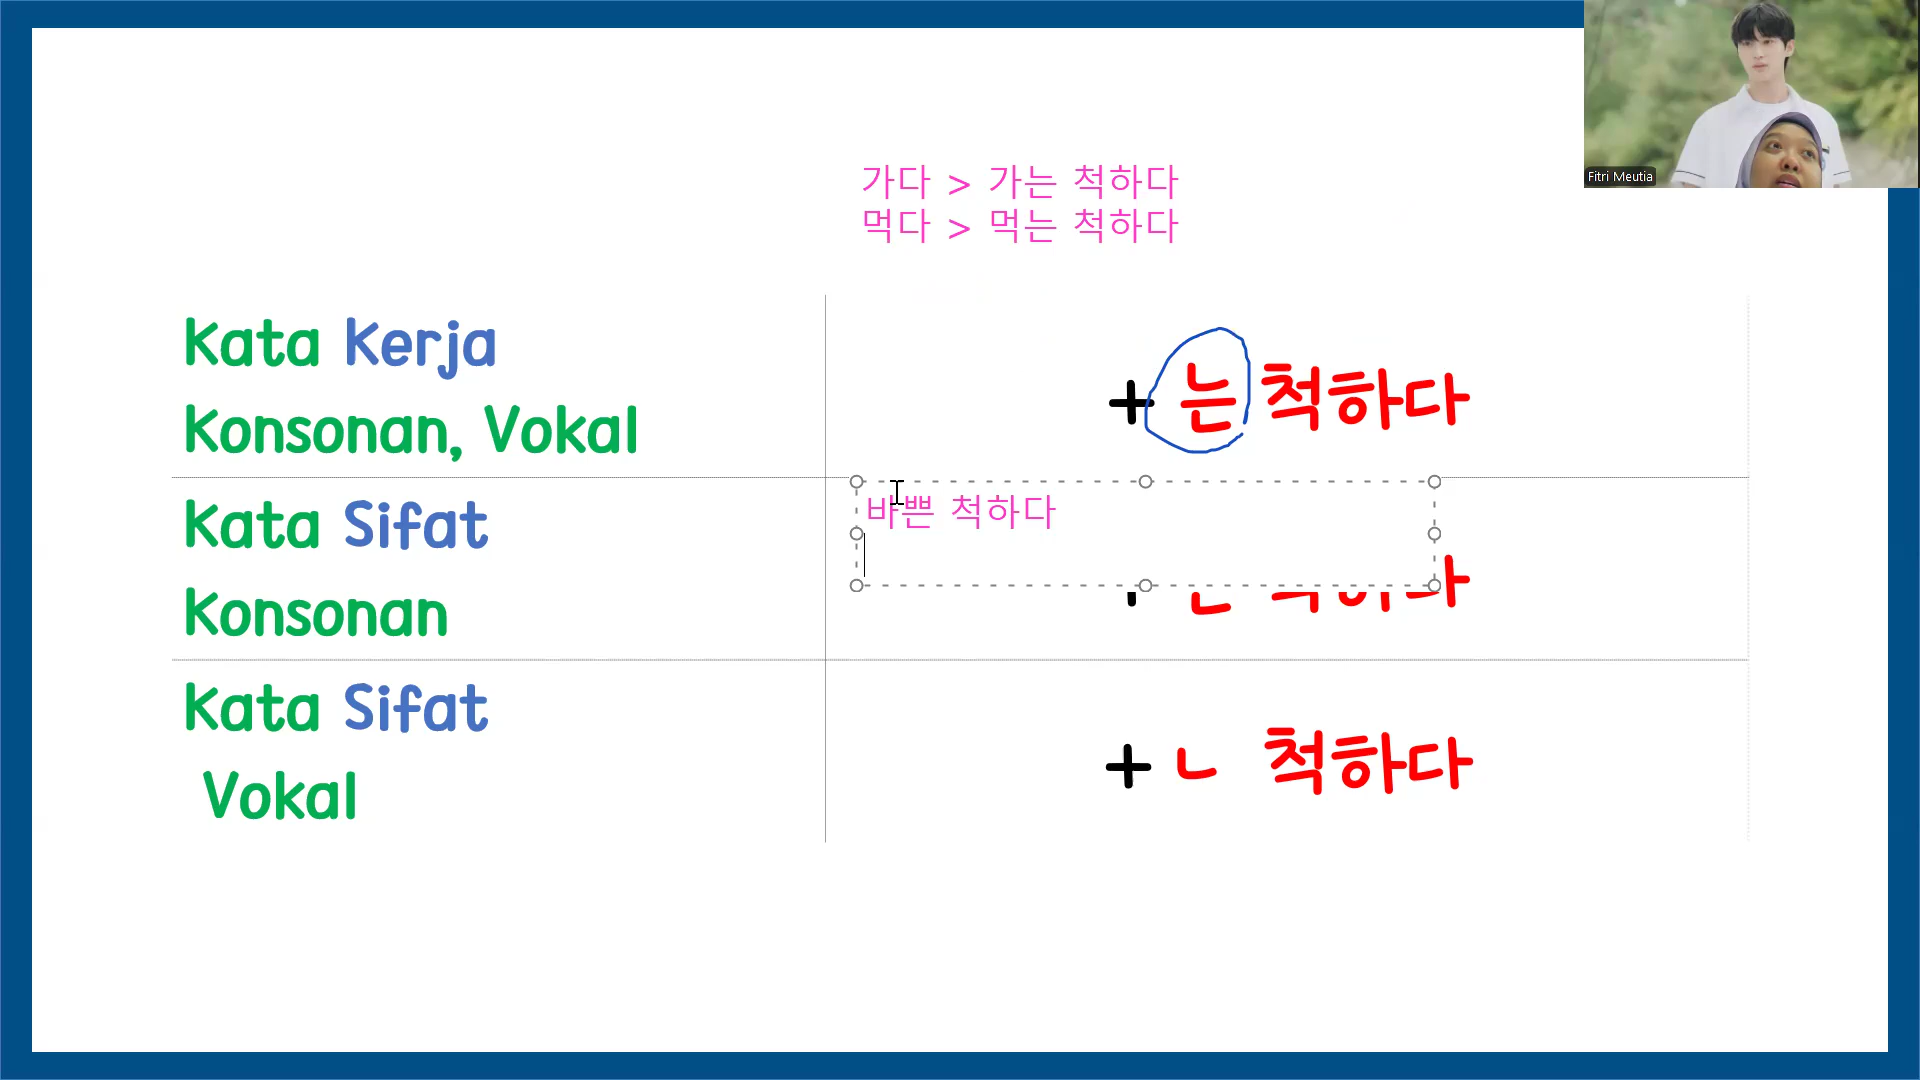 Fitri Meutia
가다 > 가는 척하다
먹다 > 먹는 척하다
Kata Kerja
Konsonan, Vokal
+ 는 척하다
Kata Sifat
Konsonan
바쁜 척하다
Kata Sifat
Vokal
+ ㄴ 척하다